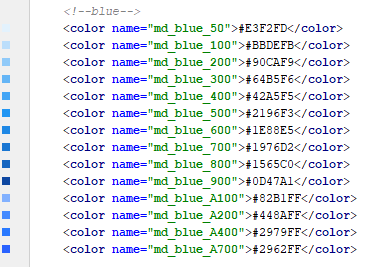 <!--blue-->
<color name="md_blue_50">#E3F2FD</color>
<color name="md_blue_100">#BBDEFB</color>
<color name="md_blue_200">#90CAF9</color>
<color name="md_blue_300">#64B5F6</color>
<color name="md_blue_400">#42A5F5</color>
<color name="md_blue_500">#2196F3</color>
<color name="md_blue_600">#1E88E5</color>
<color name="md_blue_700">#1976D2</color>
<color name="md_blue_800">#1565C0</color>
<color name="md_blue_900">#0D47A1</color>
<color name="md_blue_A100">#82B1FF</color>
<color name="md_blue_A200">#448AFF</color>
<color name="md_blue_A400">#2979FF</color>
<color name="md_blue_A700">#2962FF</color>